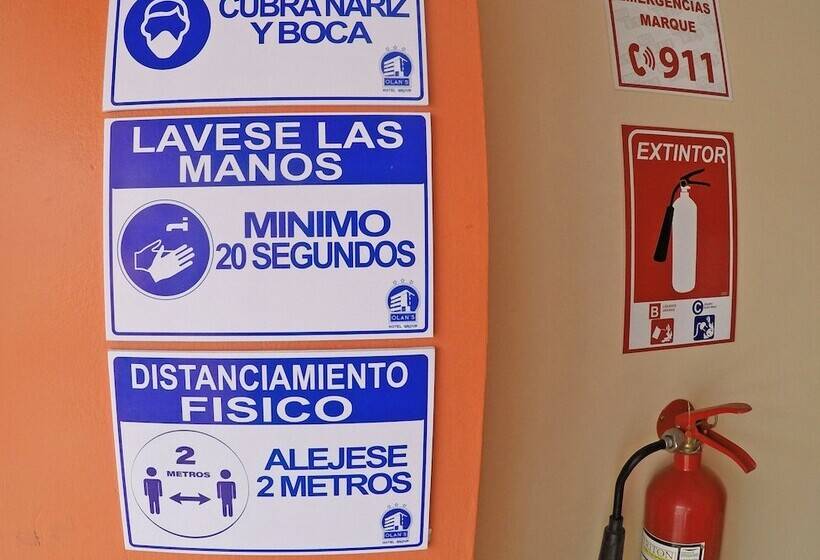 CUBRA NARIZ
Y BOCA
OLAN'S
LAVESE LAS
MANOS
MINIMO
20 SEGUNDOS
OLAN'S
HOTEL
DISTANCIAMIENTO
FISICO
2
METROS
ALEJESE
2 METROS
OLAN'S
EMERGENCIAS
MARQUE
911
EXTINTOR
B
C